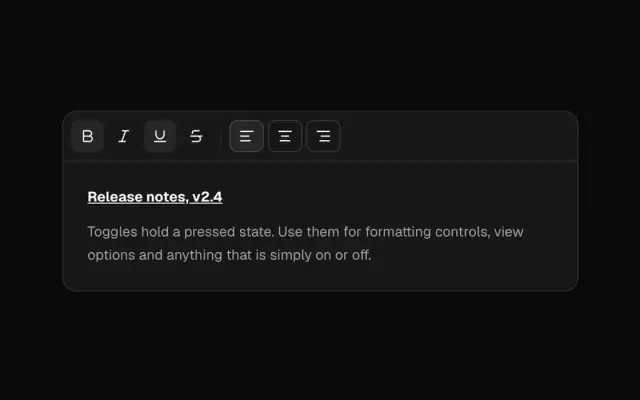 B I U S
Release notes, v2.4
Toggles hold a pressed state. Use them for formatting controls, view
options and anything that is simply on or off.